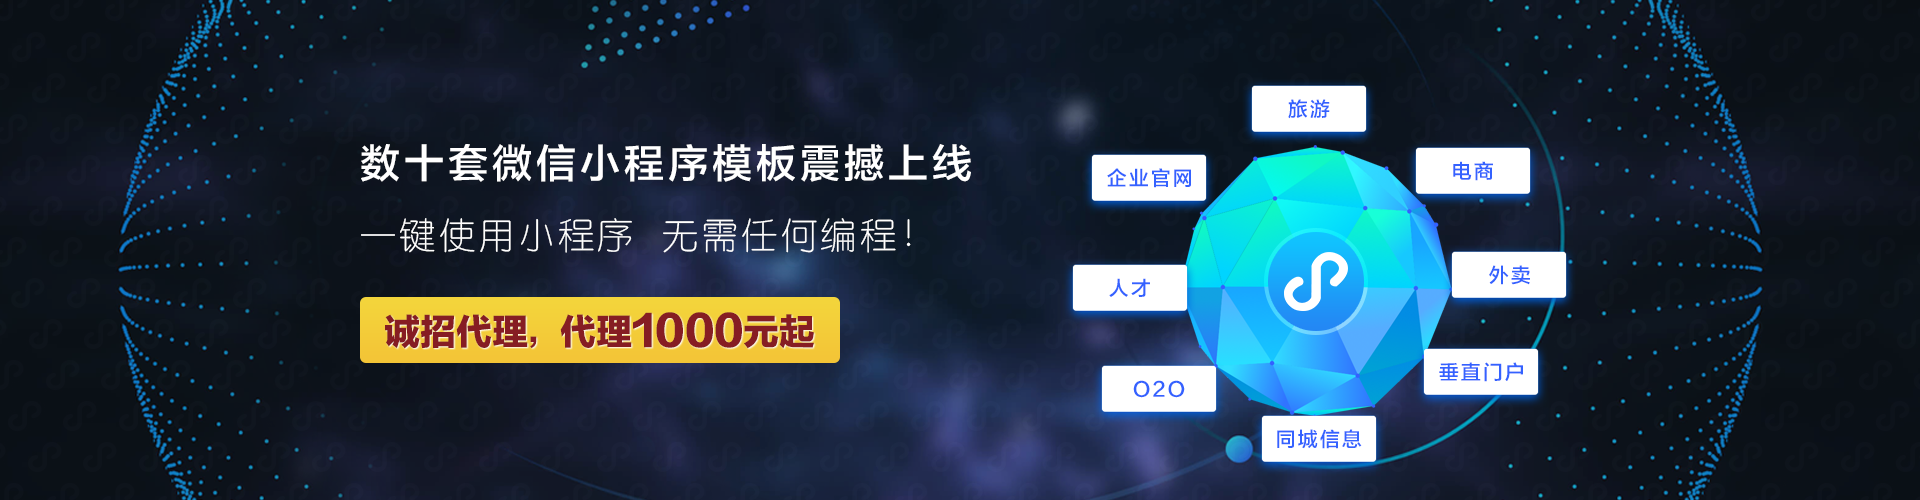 数十套微信小程序模板震撼上线
一键使用小程序 无需任何编程！
诚招代理，代理1000元起
旅游
企业官网
电商
人才
外卖
O2O
垂直门户
同城信息